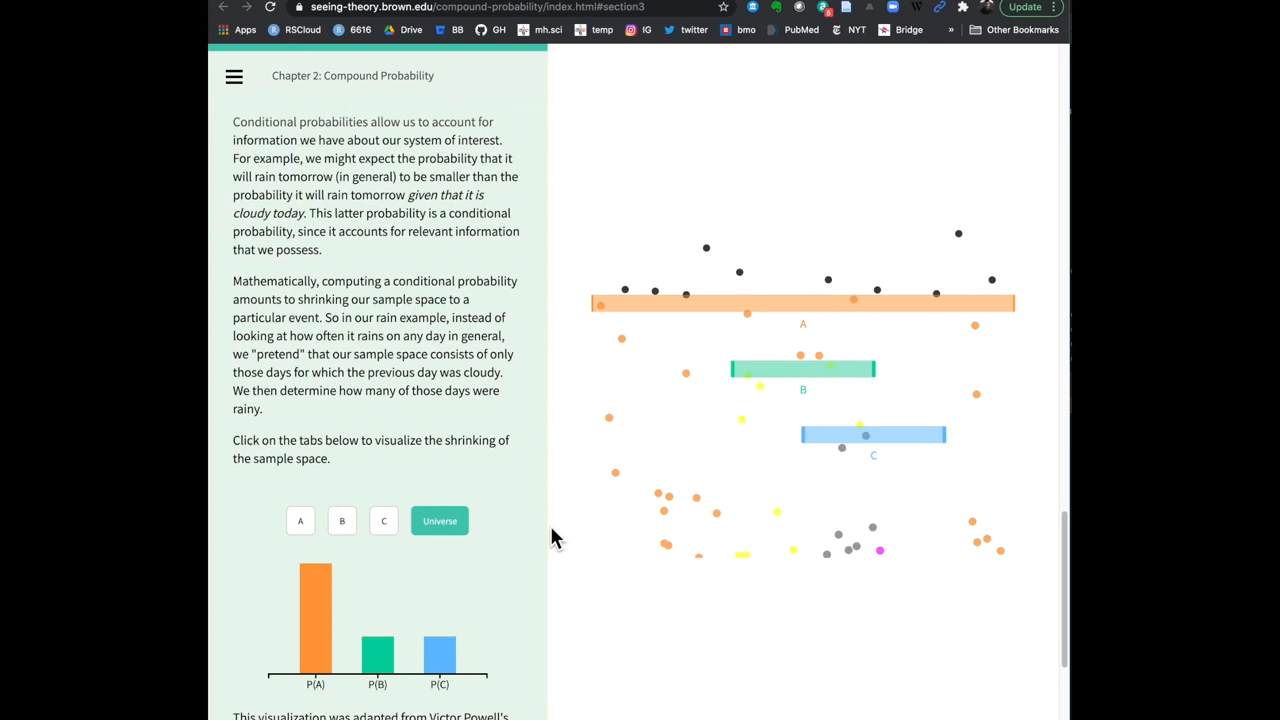 seeing-theory.brown.edu/compound-probability/index.html#section3
5
Update
Apps RSCloud 6616 Drive BB GH mh.sci temp IG twitter bmo PubMed NYT Bridge » Other Bookmarks
Chapter 2: Compound Probability
Conditional probabilities allow us to account for
information we have about our system of interest.
For example, we might expect the probability that it
will rain tomorrow (in general) to be smaller than the
probability it will rain tomorrow given that it is
cloudy today. This latter probability is a conditional
probability, since it accounts for relevant information
that we possess.
Mathematically, computing a conditional probability
amounts to shrinking our sample space to a
particular event. So in our rain example, instead of
looking at how often it rains on any day in general,
we "pretend" that our sample space consists of only
those days for which the previous day was cloudy.
We then determine how many of those days were
rainy.
Click on the tabs below to visualize the shrinking of
the sample space.
A B C Universe
P(A) P(B) P(C)
This visualization was adapted from Victor Powell's
A
B
C